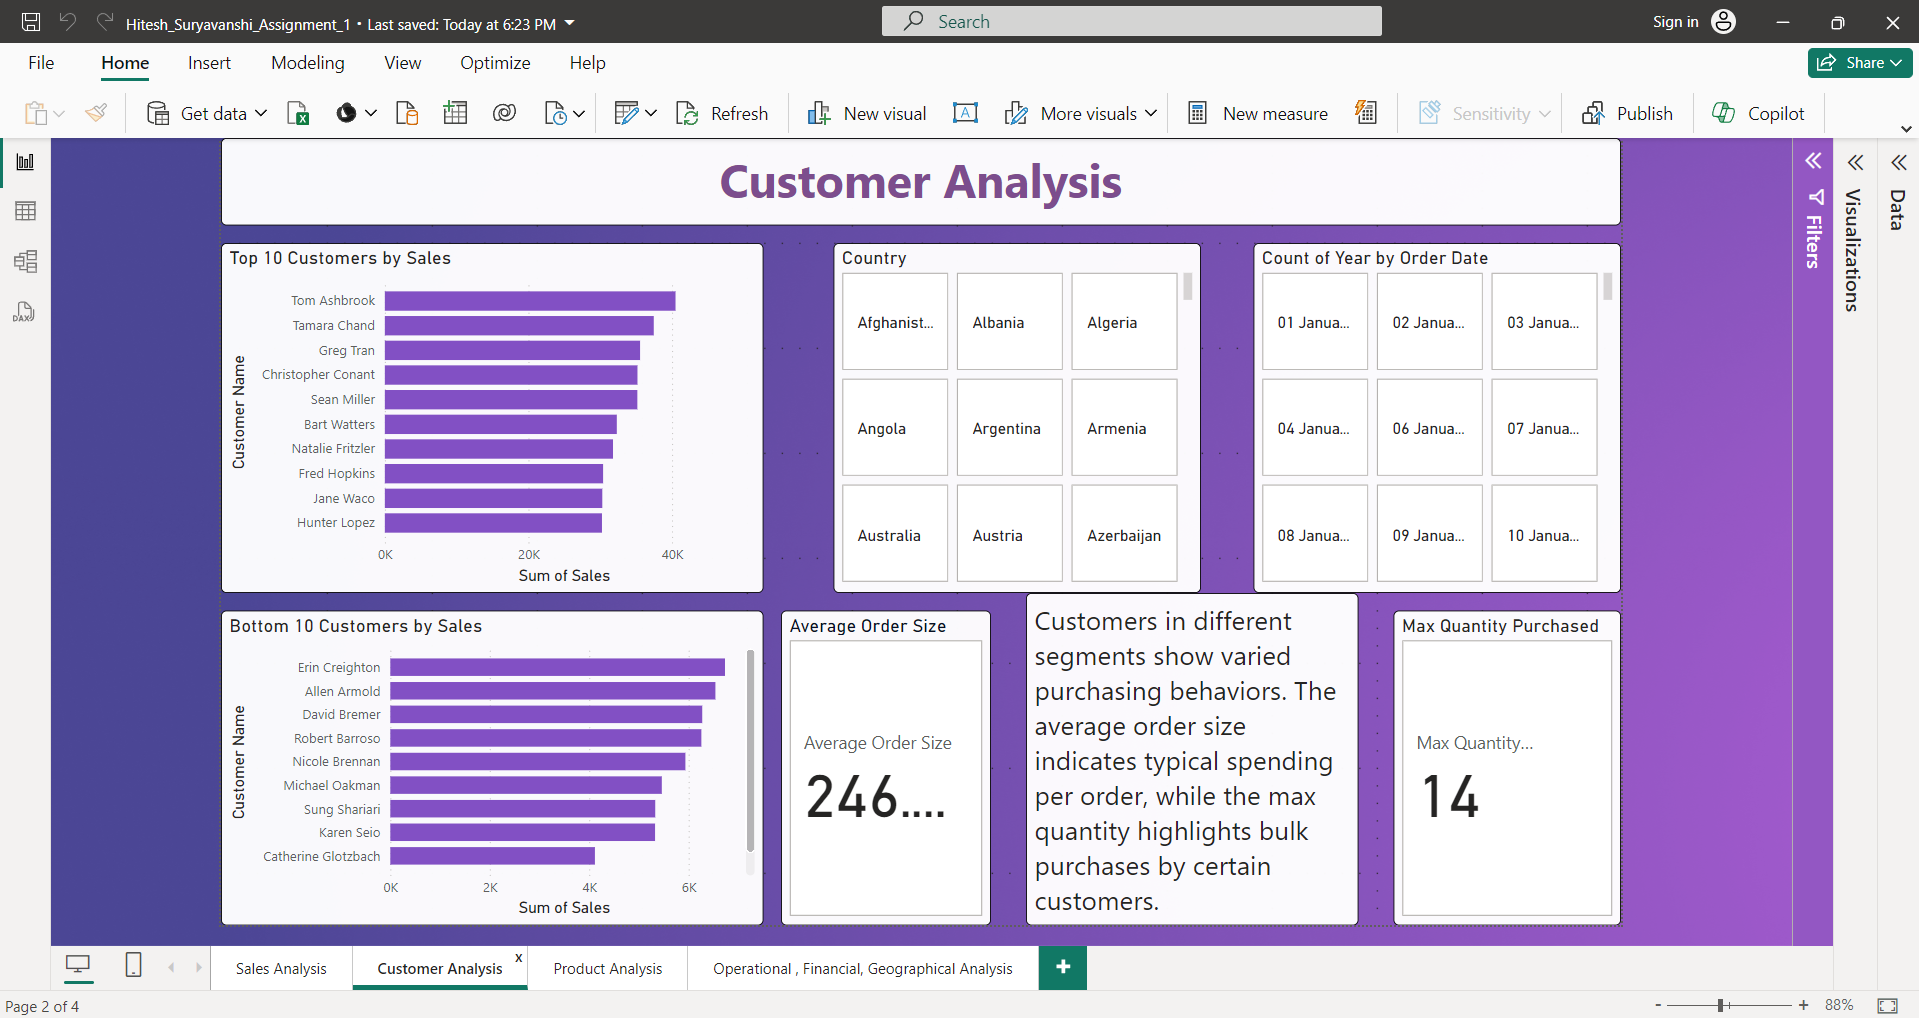 Hitesh_Suryavanshi_Assignment_1 • Last saved: Today at 6:23 PM
Search
Sign in
File
Home
Insert
Modeling
View
Optimize
Help
Share
Get data
Refresh
New visual
More visuals
New measure
Sensitivity
Publish
Copilot
Customer Analysis
Filters
Visualizations
Data
DAX
Top 10 Customers by Sales
Customer Name
Tom Ashbrook
Tamara Chand
Greg Tran
Christopher Conant
Sean Miller
Bart Watters
Natalie Fritzler
Fred Hopkins
Jane Waco
Hunter Lopez
0K 20K 40K
Sum of Sales
Country
Afghanist... Albania Algeria
Angola Argentina Armenia
Australia Austria Azerbaijan
Count of Year by Order Date
01 Janua... 02 Janua... 03 Janua...
04 Janua... 06 Janua... 07 Janua...
08 Janua... 09 Janua... 10 Janua...
Bottom 10 Customers by Sales
Customer Name
Erin Creighton
Allen Armold
David Bremer
Robert Barroso
Nicole Brennan
Michael Oakman
Sung Shariari
Karen Seio
Catherine Glotzbach
0K 2K 4K 6K
Sum of Sales
Average Order Size
Average Order Size
246....
Customers in different
segments show varied
purchasing behaviors. The
average order size
indicates typical spending
per order, while the max
quantity highlights bulk
purchases by certain
customers.
Max Quantity Purchased
Max Quantity...
14
Sales Analysis
Customer Analysis
x
Product Analysis
Operational , Financial, Geographical Analysis
+
Page 2 of 4
- + 88%